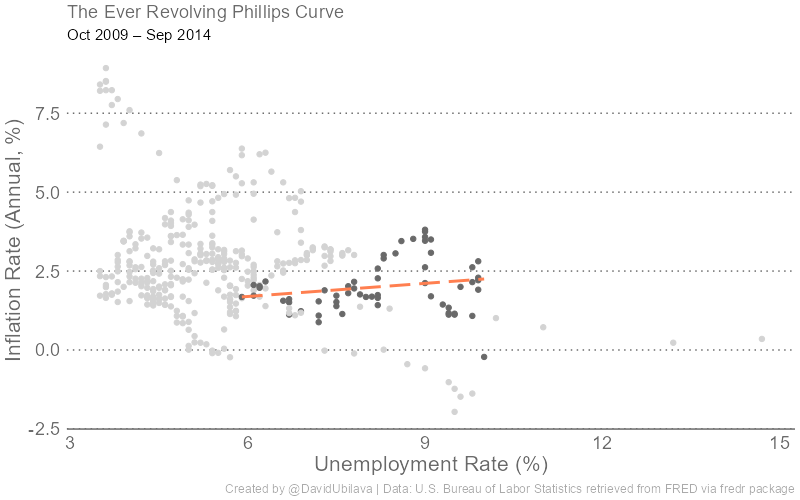 The Ever Revolving Phillips Curve
Oct 2009 – Sep 2014
Inflation Rate (Annual, %)
7.5
5.0
2.5
0.0
-2.5
3 6 9 12 15
Unemployment Rate (%)
Created by @DavidUbilava | Data: U.S. Bureau of Labor Statistics retrieved from FRED via fredr package